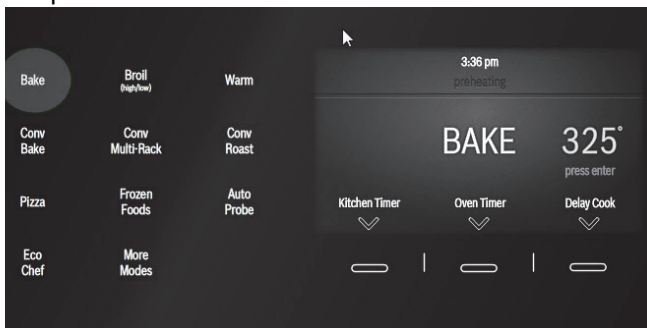 3:36 pm
preheating
Bake
Broil
(high/low)
Warm
BAKE
325°
press enter
Conv
Bake
Conv
Multi-Rack
Conv
Roast
Pizza
Frozen
Foods
Auto
Probe
Kitchen Timer
Oven Timer
Delay Cook
Eco
Chef
More
Modes